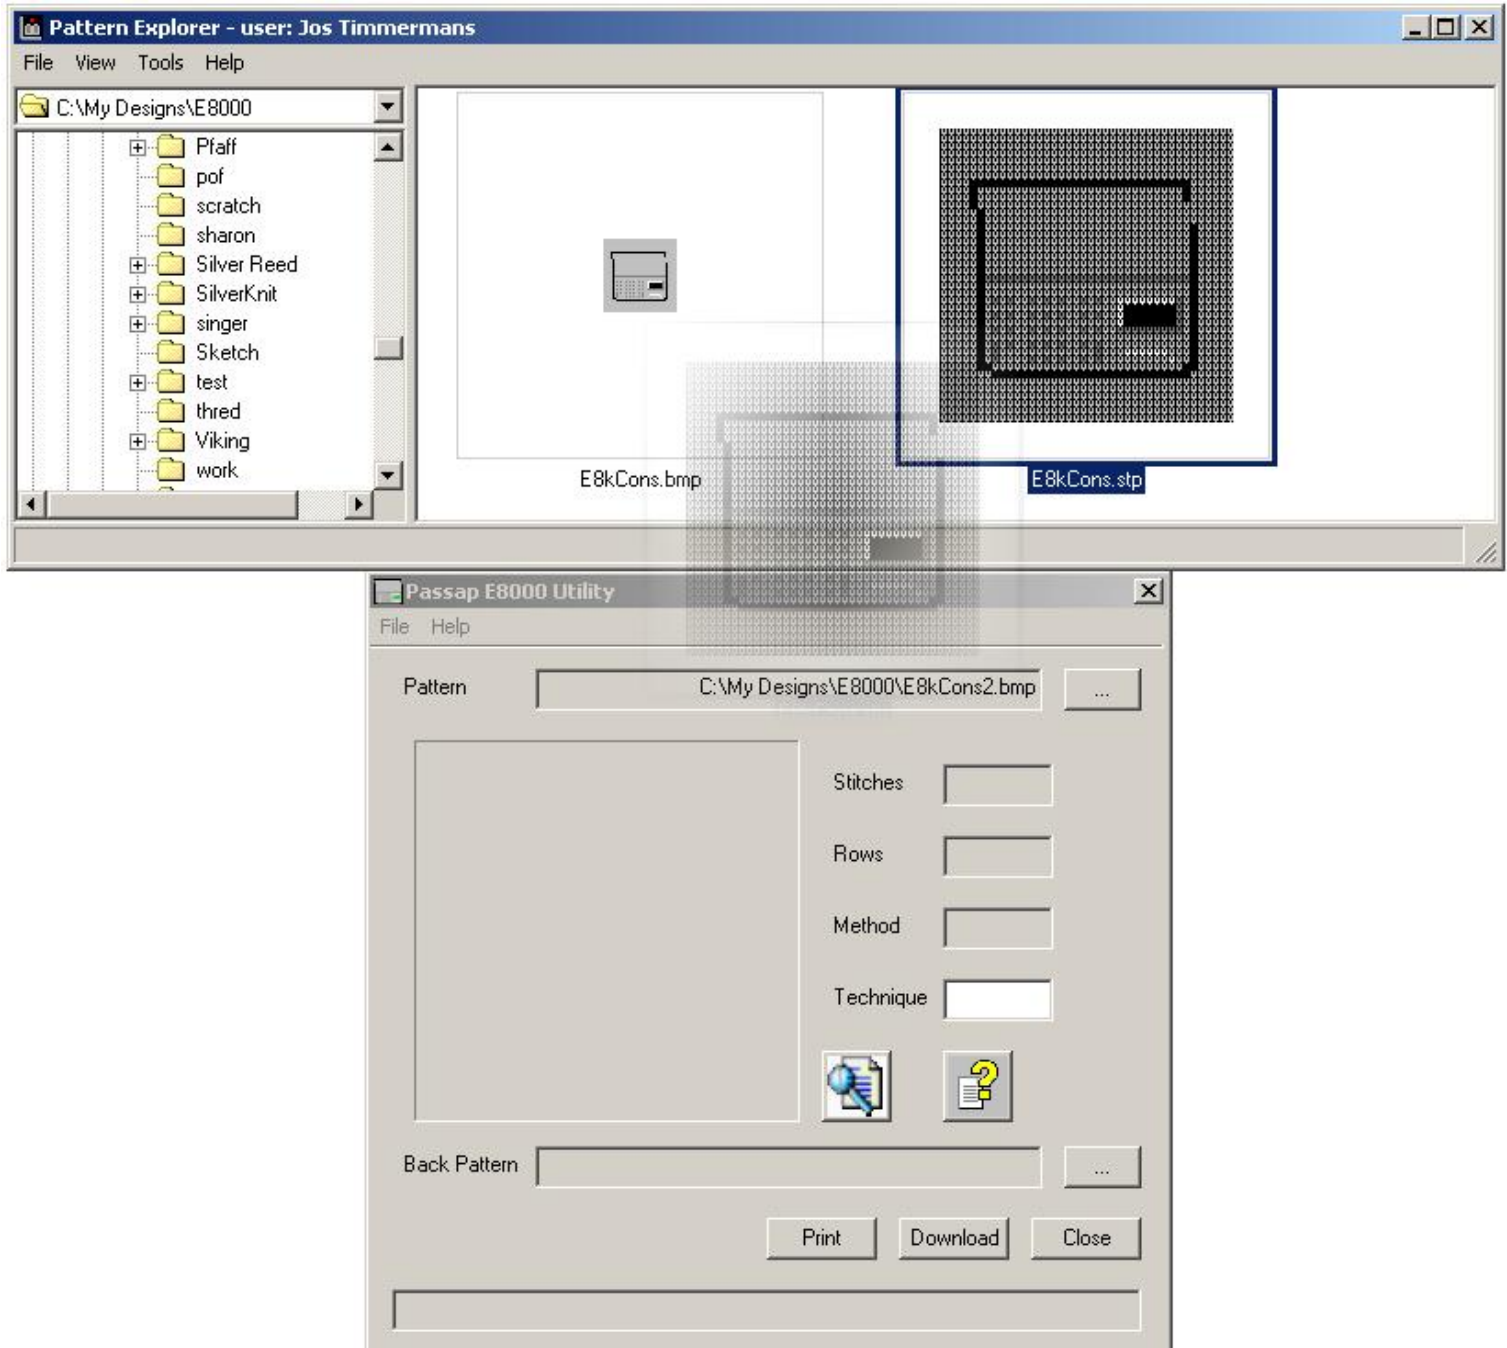 Pattern Explorer - user: Jos Timmermans
File View Tools Help
C:\My Designs\E8000
Pfaff
pof
scratch
sharon
Silver Reed
SilverKnit
singer
Sketch
test
thred
Viking
work
E8kCons.bmp
E8kCons.stp
Passap E8000 Utility
File Help
Pattern C:\My Designs\E8000\E8kCons2.bmp ...
Stitches
Rows
Method
Technique
Back Pattern ...
Print Download Close